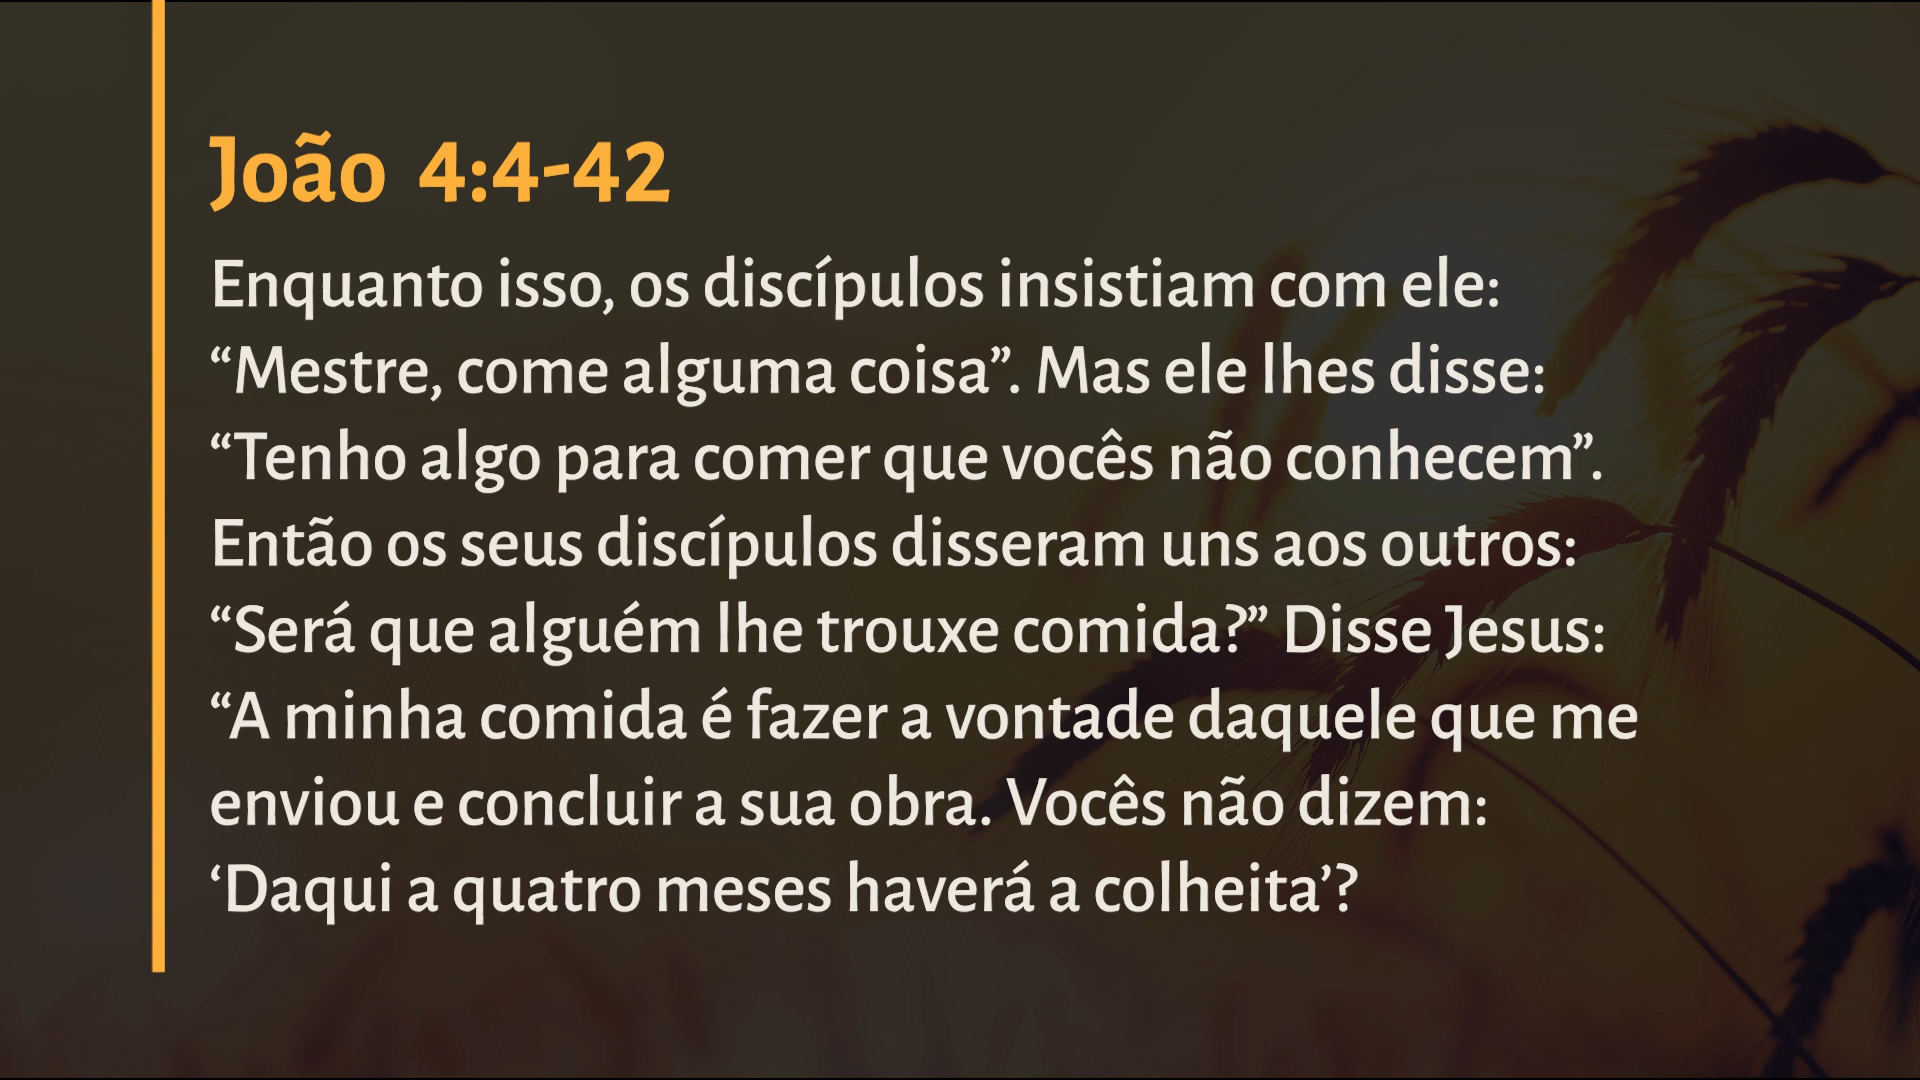 João 4:4-42
Enquanto isso, os discípulos insistiam com ele:
“Mestre, come alguma coisa”. Mas ele lhes disse:
“Tenho algo para comer que vocês não conhecem”.
Então os seus discípulos disseram uns aos outros:
“Será que alguém lhe trouxe comida?” Disse Jesus:
“A minha comida é fazer a vontade daquele que me
enviou e concluir a sua obra. Vocês não dizem:
‘Daqui a quatro meses haverá a colheita’?